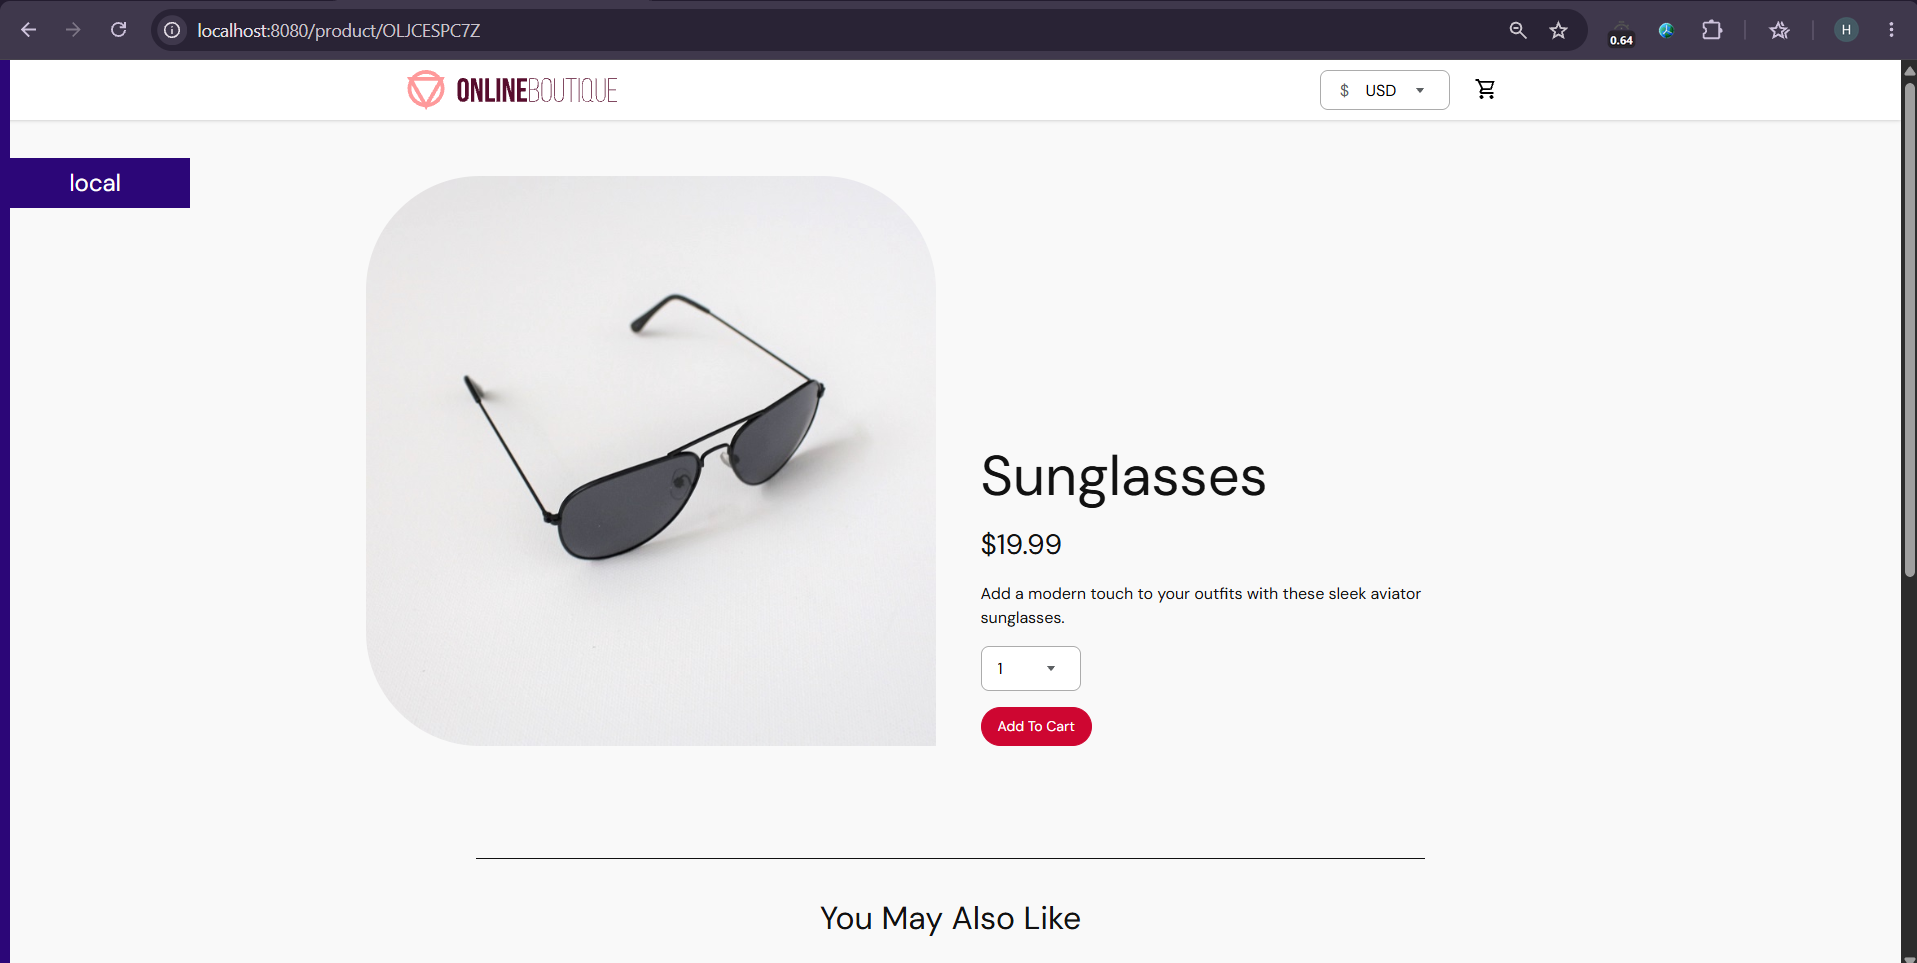 localhost:8080/product/OLJCESPC7Z
0.64
H
ONLINEBOUTIQUE
$ USD
local
Sunglasses
$19.99
Add a modern touch to your outfits with these sleek aviator
sunglasses.
1
Add To Cart
You May Also Like